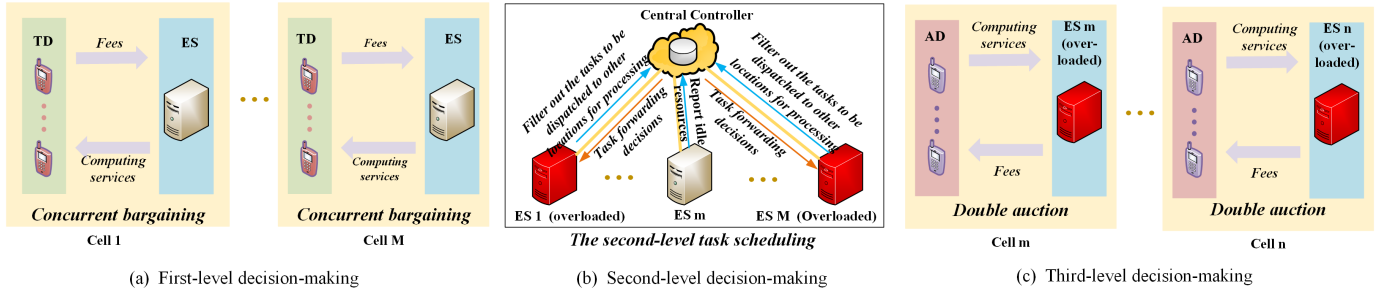 TD
Fees
ES
Computing
services
Concurrent bargaining
Cell 1
TD
Fees
ES
Computing
services
Concurrent bargaining
Cell M
(a) First-level decision-making
Central Controller
Filter out the tasks to be
dispatched to other
locations for processing
Task forwarding
decisions
Report idle
resources
Task forwarding
decisions
Filter out the tasks to be
dispatched to other
locations for processing
ES 1 (overloaded)
ES m
ES M (Overloaded)
The second-level task scheduling
(b) Second-level decision-making
AD
Computing
services
ES m
(over-
loaded)
Fees
Double auction
Cell m
AD
Computing
services
ES n
(over-
loaded)
Fees
Double auction
Cell n
(c) Third-level decision-making